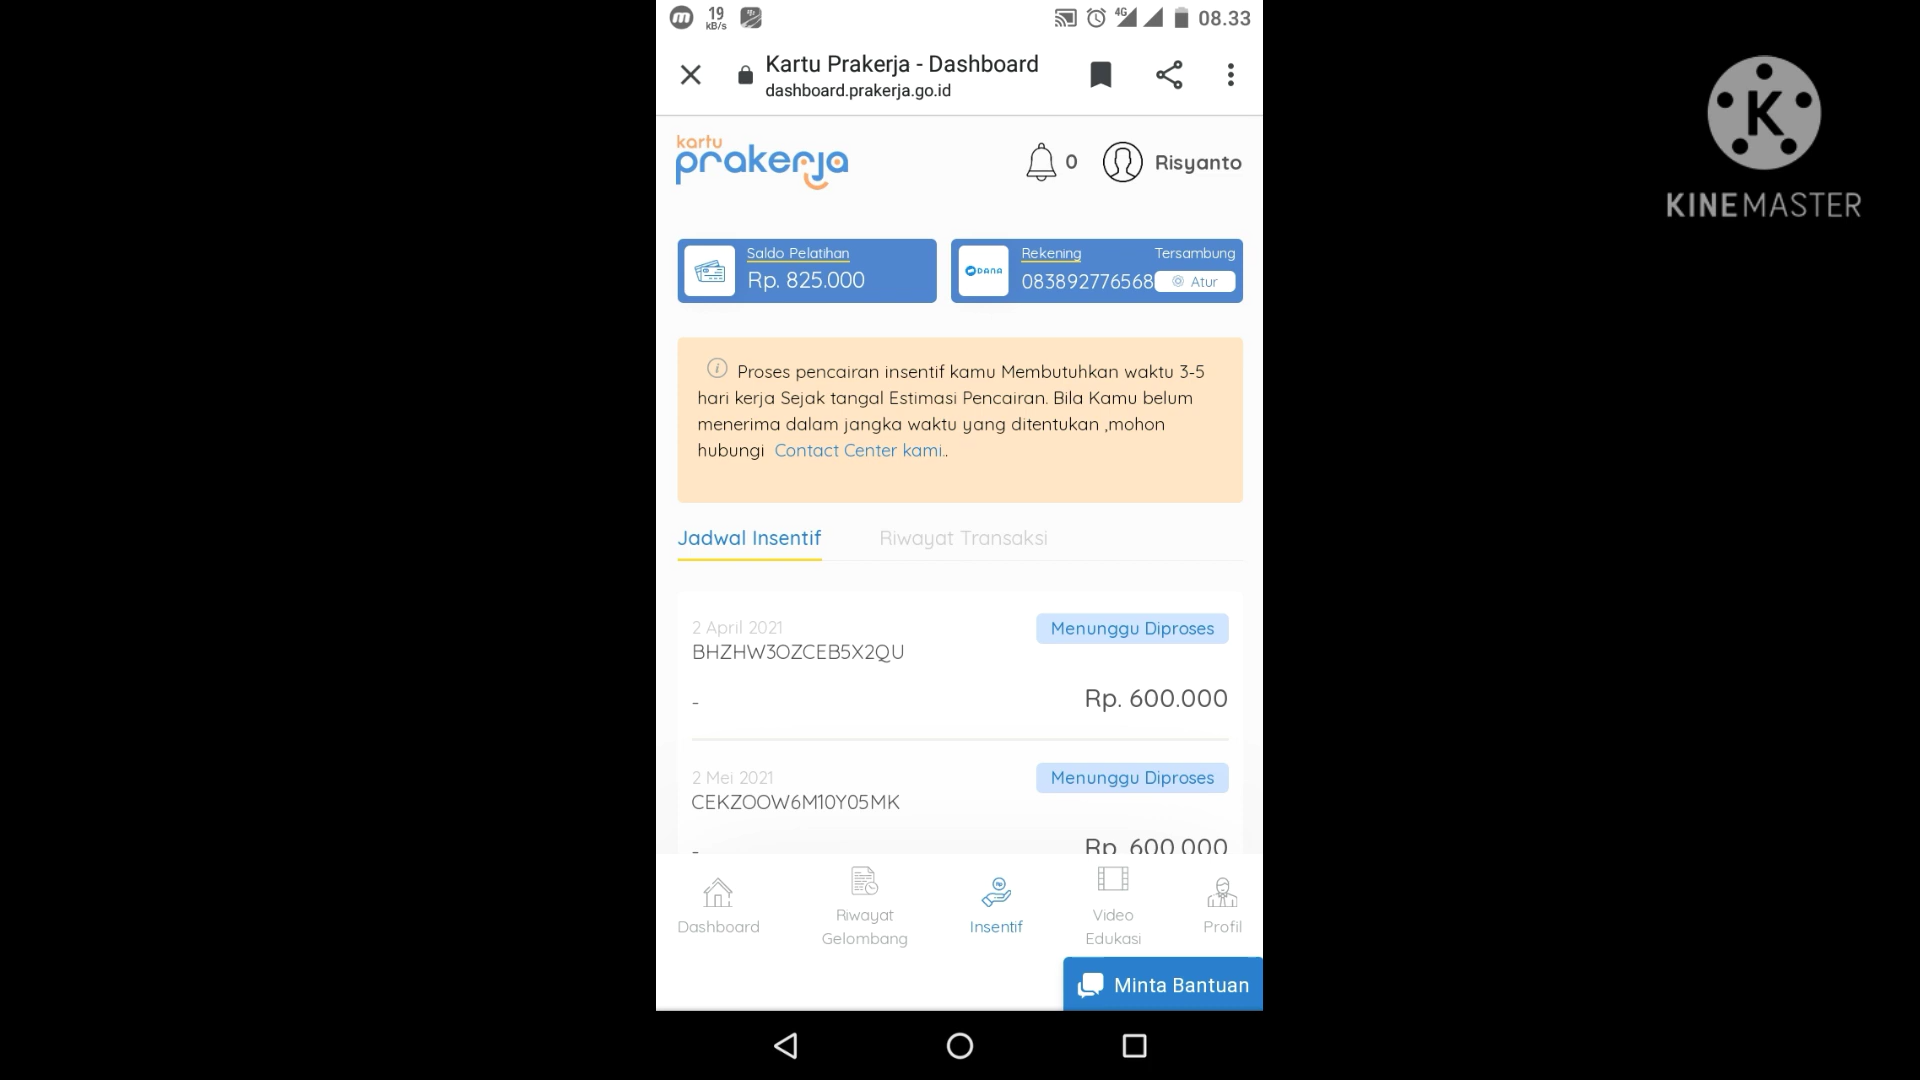 19
kB/s
4G
08.33
Kartu Prakerja - Dashboard
dashboard.prakerja.go.id
kartu
prakerja
0
Risyanto
Saldo Pelatihan
Rp. 825.000
DANA
Rekening
Tersambung
083892776568
Atur
Proses pencairan insentif kamu Membutuhkan waktu 3-5
hari kerja Sejak tangal Estimasi Pencairan. Bila Kamu belum
menerima dalam jangka waktu yang ditentukan ,mohon
hubungi Contact Center kami..
Jadwal Insentif
Riwayat Transaksi
2 April 2021
Menunggu Diproses
BHZHW3OZCEB5X2QU
-
Rp. 600.000
2 Mei 2021
Menunggu Diproses
CEKZOOW6M10Y05MK
-
Rp. 600.000
Dashboard
Riwayat
Gelombang
Insentif
Video
Edukasi
Profil
Minta Bantuan
K
KINEMASTER